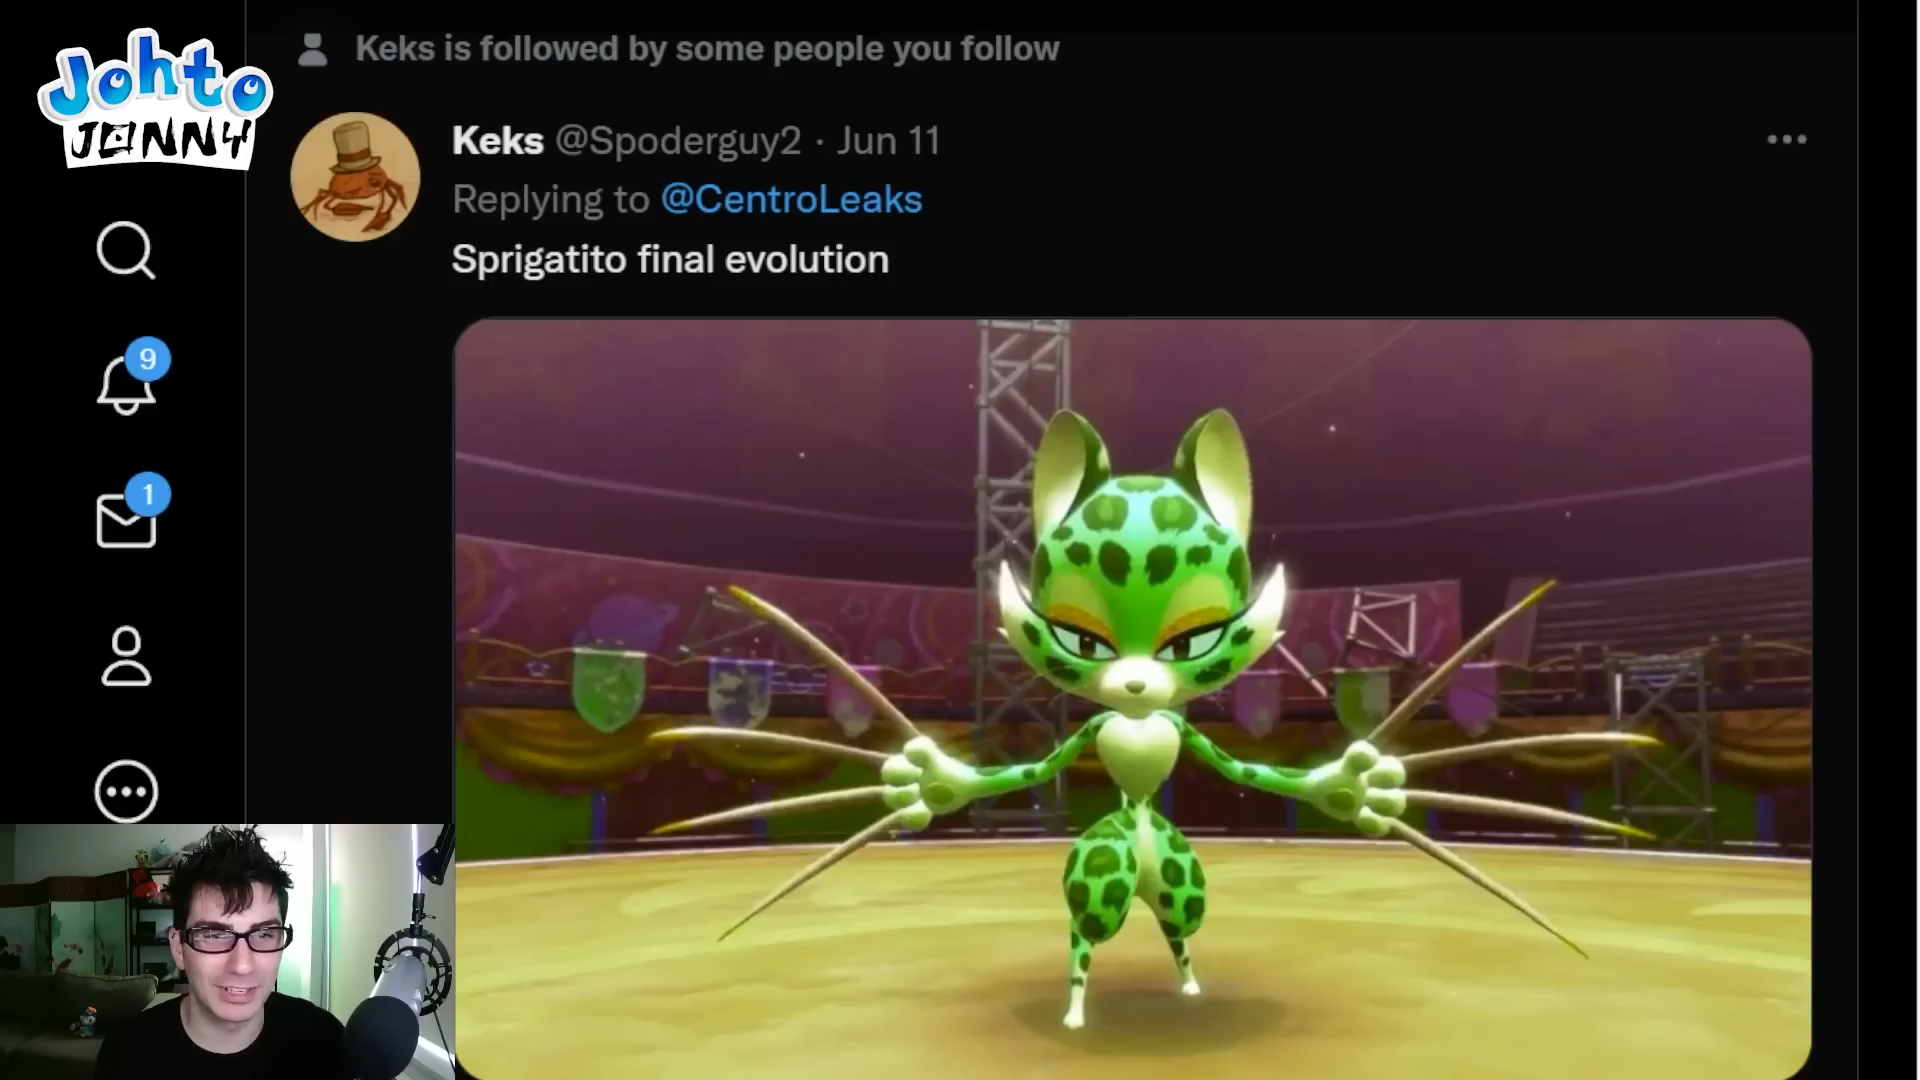 Johto
JOHNNY
Keks is followed by some people you follow
Keks @Spoderguy2 · Jun 11
Replying to @CentroLeaks
Sprigatito final evolution
9
1